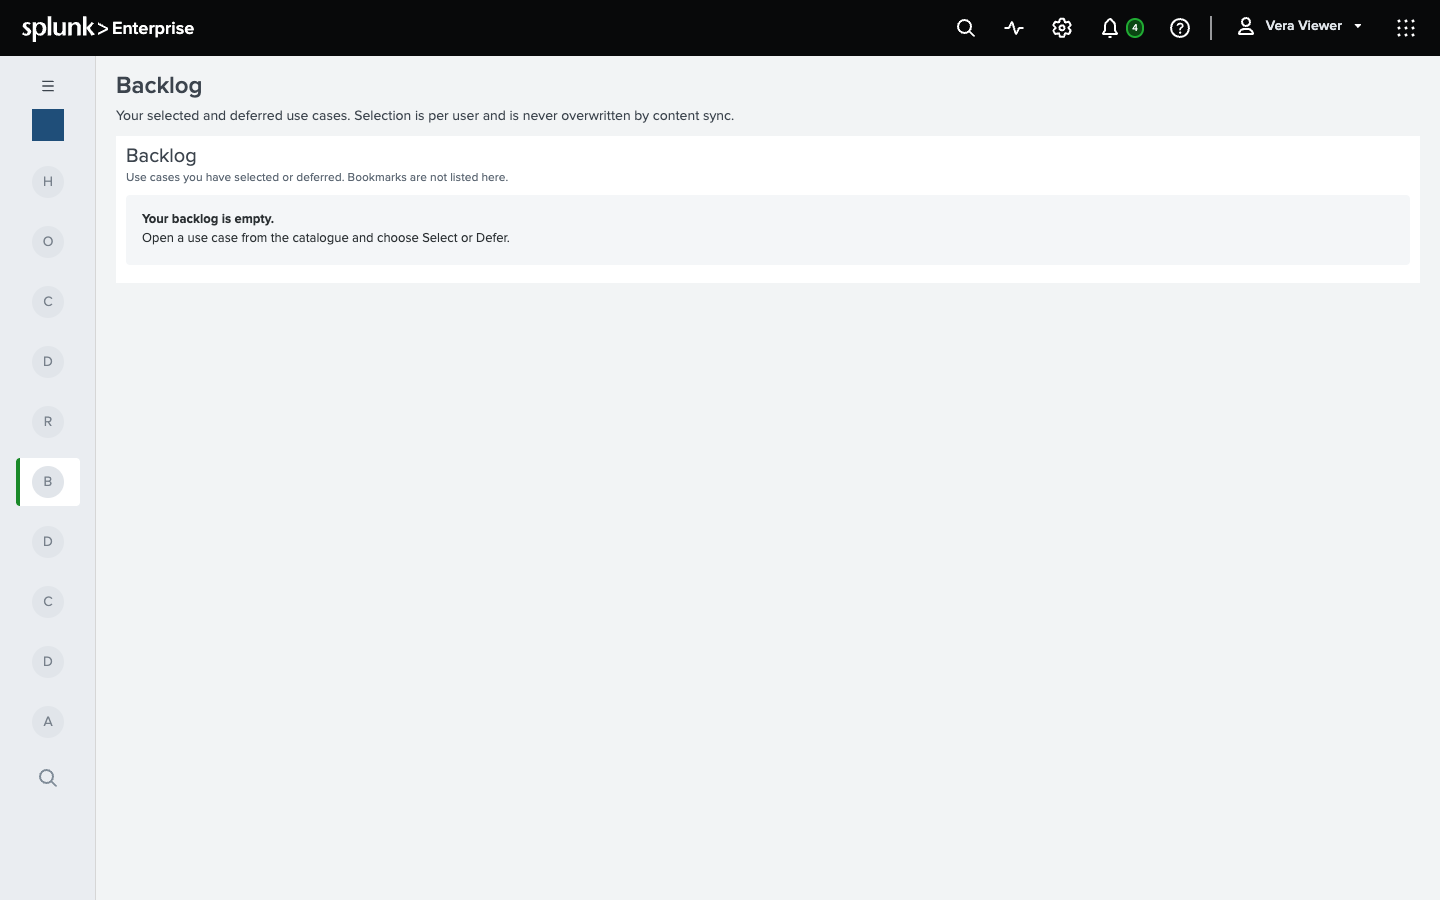 splunk>Enterprise
4
Vera Viewer
H
O
C
D
R
B
D
C
D
A
Backlog
Your selected and deferred use cases. Selection is per user and is never overwritten by content sync.
Backlog
Use cases you have selected or deferred. Bookmarks are not listed here.
Your backlog is empty.
Open a use case from the catalogue and choose Select or Defer.